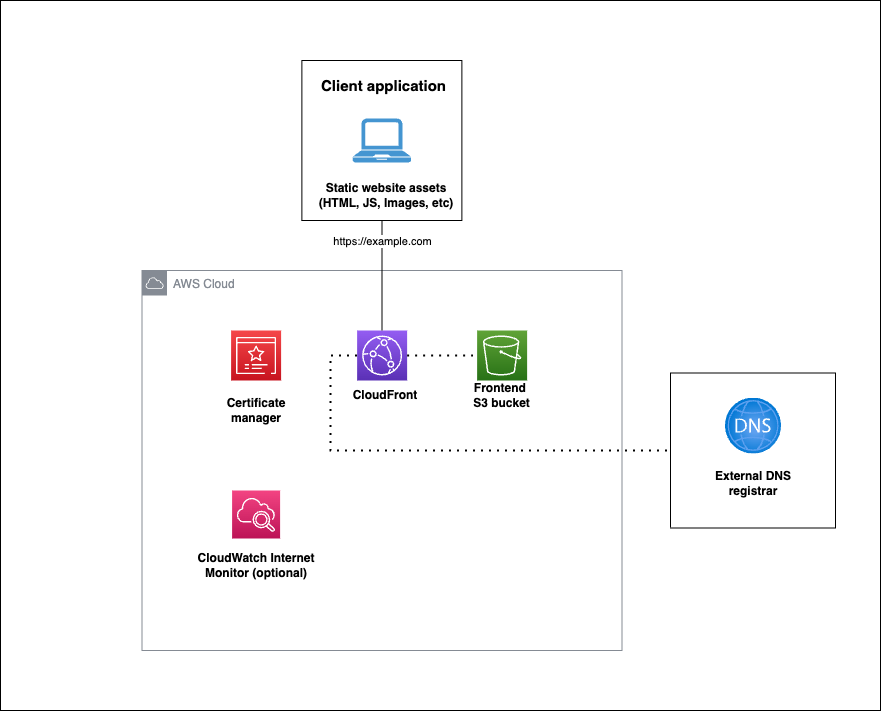 Client application
Static website assets
(HTML, JS, Images, etc)
https://example.com
AWS Cloud
Certificate
manager
CloudFront
Frontend
S3 bucket
DNS
External DNS
registrar
CloudWatch Internet
Monitor (optional)